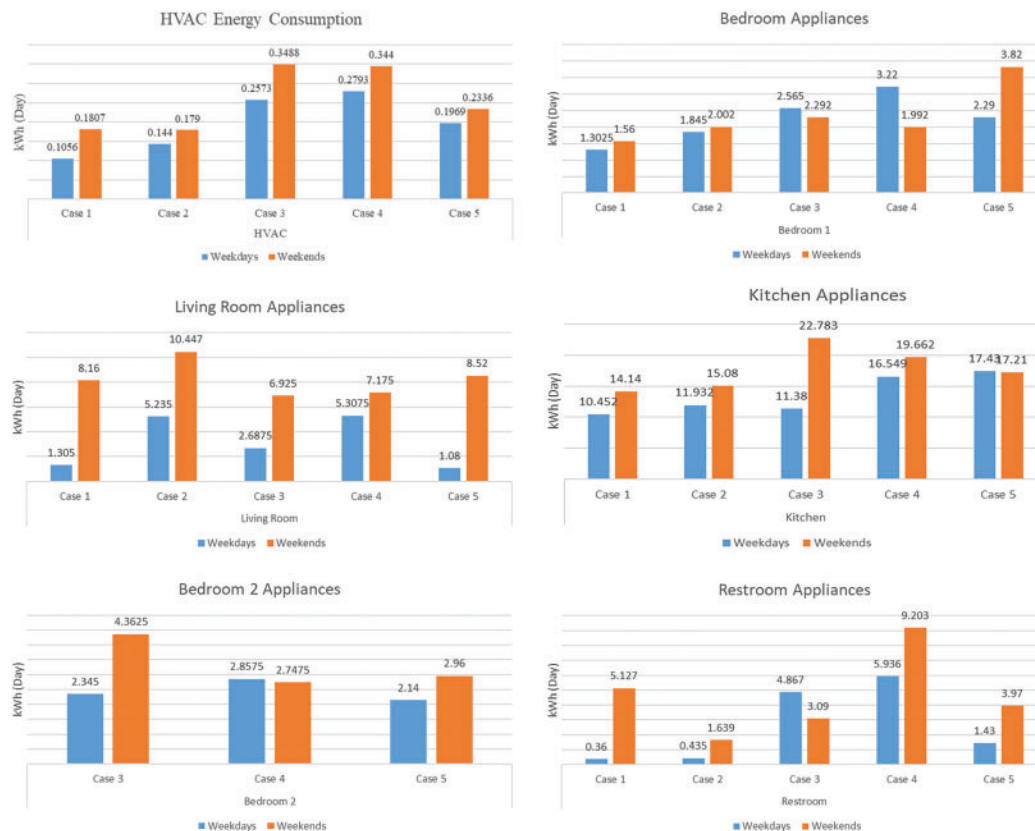 HVAC Energy Consumption
kWh (Day)
0.1056
0.1807
0.144
0.179
0.2573
0.3488
0.2793
0.344
0.1969
0.2336
Case 1 Case 2 Case 3 Case 4 Case 5
HVAC
Weekdays Weekends
Bedroom Appliances
kWh (Day)
1.3025
1.56
1.845
2.002
2.565
2.292
3.22
1.992
2.29
3.82
Case 1 Case 2 Case 3 Case 4 Case 5
Bedroom 1
Weekdays Weekends
Living Room Appliances
kWh (Day)
1.305
8.16
5.235
10.447
2.6875
6.925
5.3075
7.175
1.08
8.52
Case 1 Case 2 Case 3 Case 4 Case 5
Living Room
Weekdays Weekends
Kitchen Appliances
kWh (Day)
10.452
14.14
11.932
15.08
11.38
22.783
16.549
19.662
17.43
17.21
Case 1 Case 2 Case 3 Case 4 Case 5
Kitchen
Weekdays Weekends
Bedroom 2 Appliances
kWh (Day)
2.345
4.3625
2.8575
2.7475
2.14
2.96
Case 3 Case 4 Case 5
Bedroom 2
Weekdays Weekends
Restroom Appliances
kWh (Day)
0.36
5.127
0.435
1.639
4.867
3.09
5.936
9.203
1.43
3.97
Case 1 Case 2 Case 3 Case 4 Case 5
Restroom
Weekdays Weekends